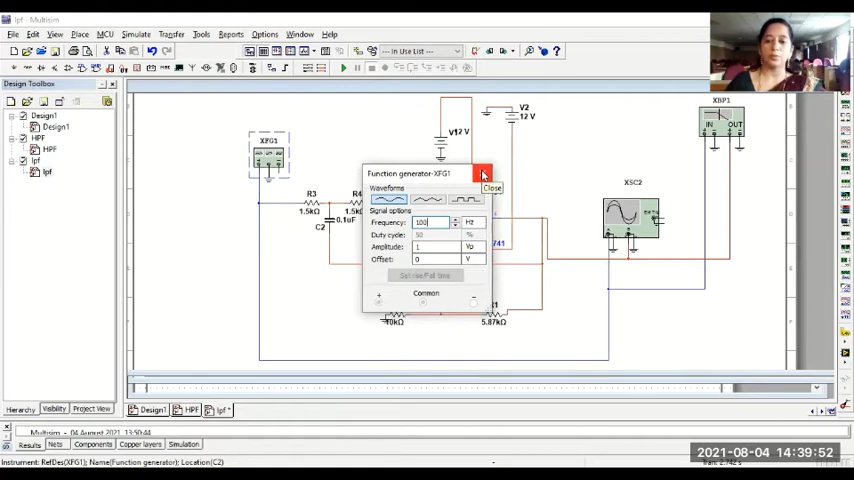 lpf - Multisim
File Edit View Place MCU Simulate Transfer Tools Reports Options Window Help
--- In Use List ---
Design Toolbox
Design1
Design1
HPF
HPF
lpf
lpf
XFG1
V1 12 V
V2
12 V
XBP1
IN OUT
XSC2
R3
1.5kΩ
R4
1.5kΩ
C2
0.1uF
741
10kΩ
5.87kΩ
Function generator-XFG1
Close
Waveforms
Signal options
Frequency: 100 Hz
Duty cycle: 50 %
Amplitude: 1 Vp
Offset: 0 V
Set rise/Fall time
+ Common -
Hierarchy Visibility Project View
Design1 HPF lpf *
Multisim - 04 August 2021, 13:50:44
Results Nets Components Copper layers Simulation
Instrument: RefDes(XFG1); Name(Function generator); Location(C2)
-
Tran: 2.742 s
2021-08-04 14:39:52